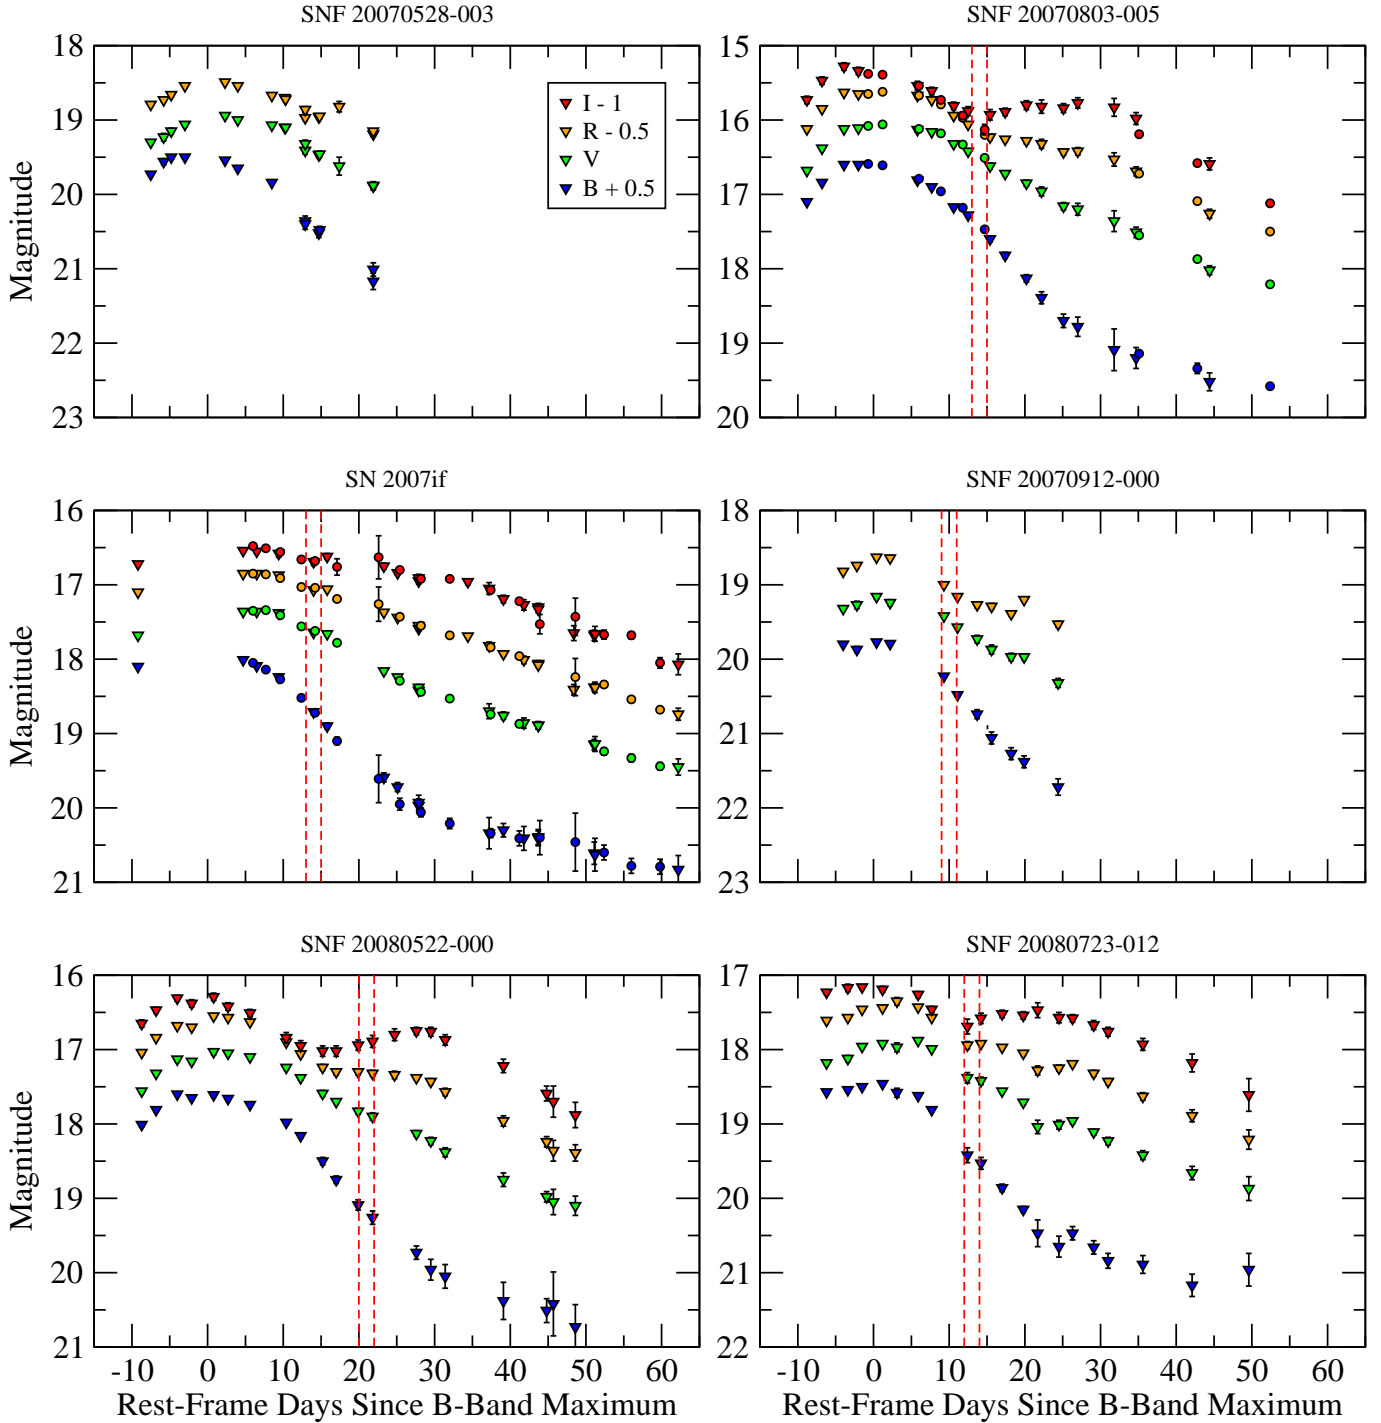 SNF 20070528-003
SNF 20070803-005
18
19
20
21
22
23
Magnitude
I - 1
R - 0.5
V
B + 0.5
15
16
17
18
19
20
SN 2007if
SNF 20070912-000
16
17
18
19
20
21
Magnitude
18
19
20
21
22
23
SNF 20080522-000
SNF 20080723-012
16
17
18
19
20
21
Magnitude
17
18
19
20
21
22
-10 0 10 20 30 40 50 60
-10 0 10 20 30 40 50 60
Rest-Frame Days Since B-Band Maximum
Rest-Frame Days Since B-Band Maximum